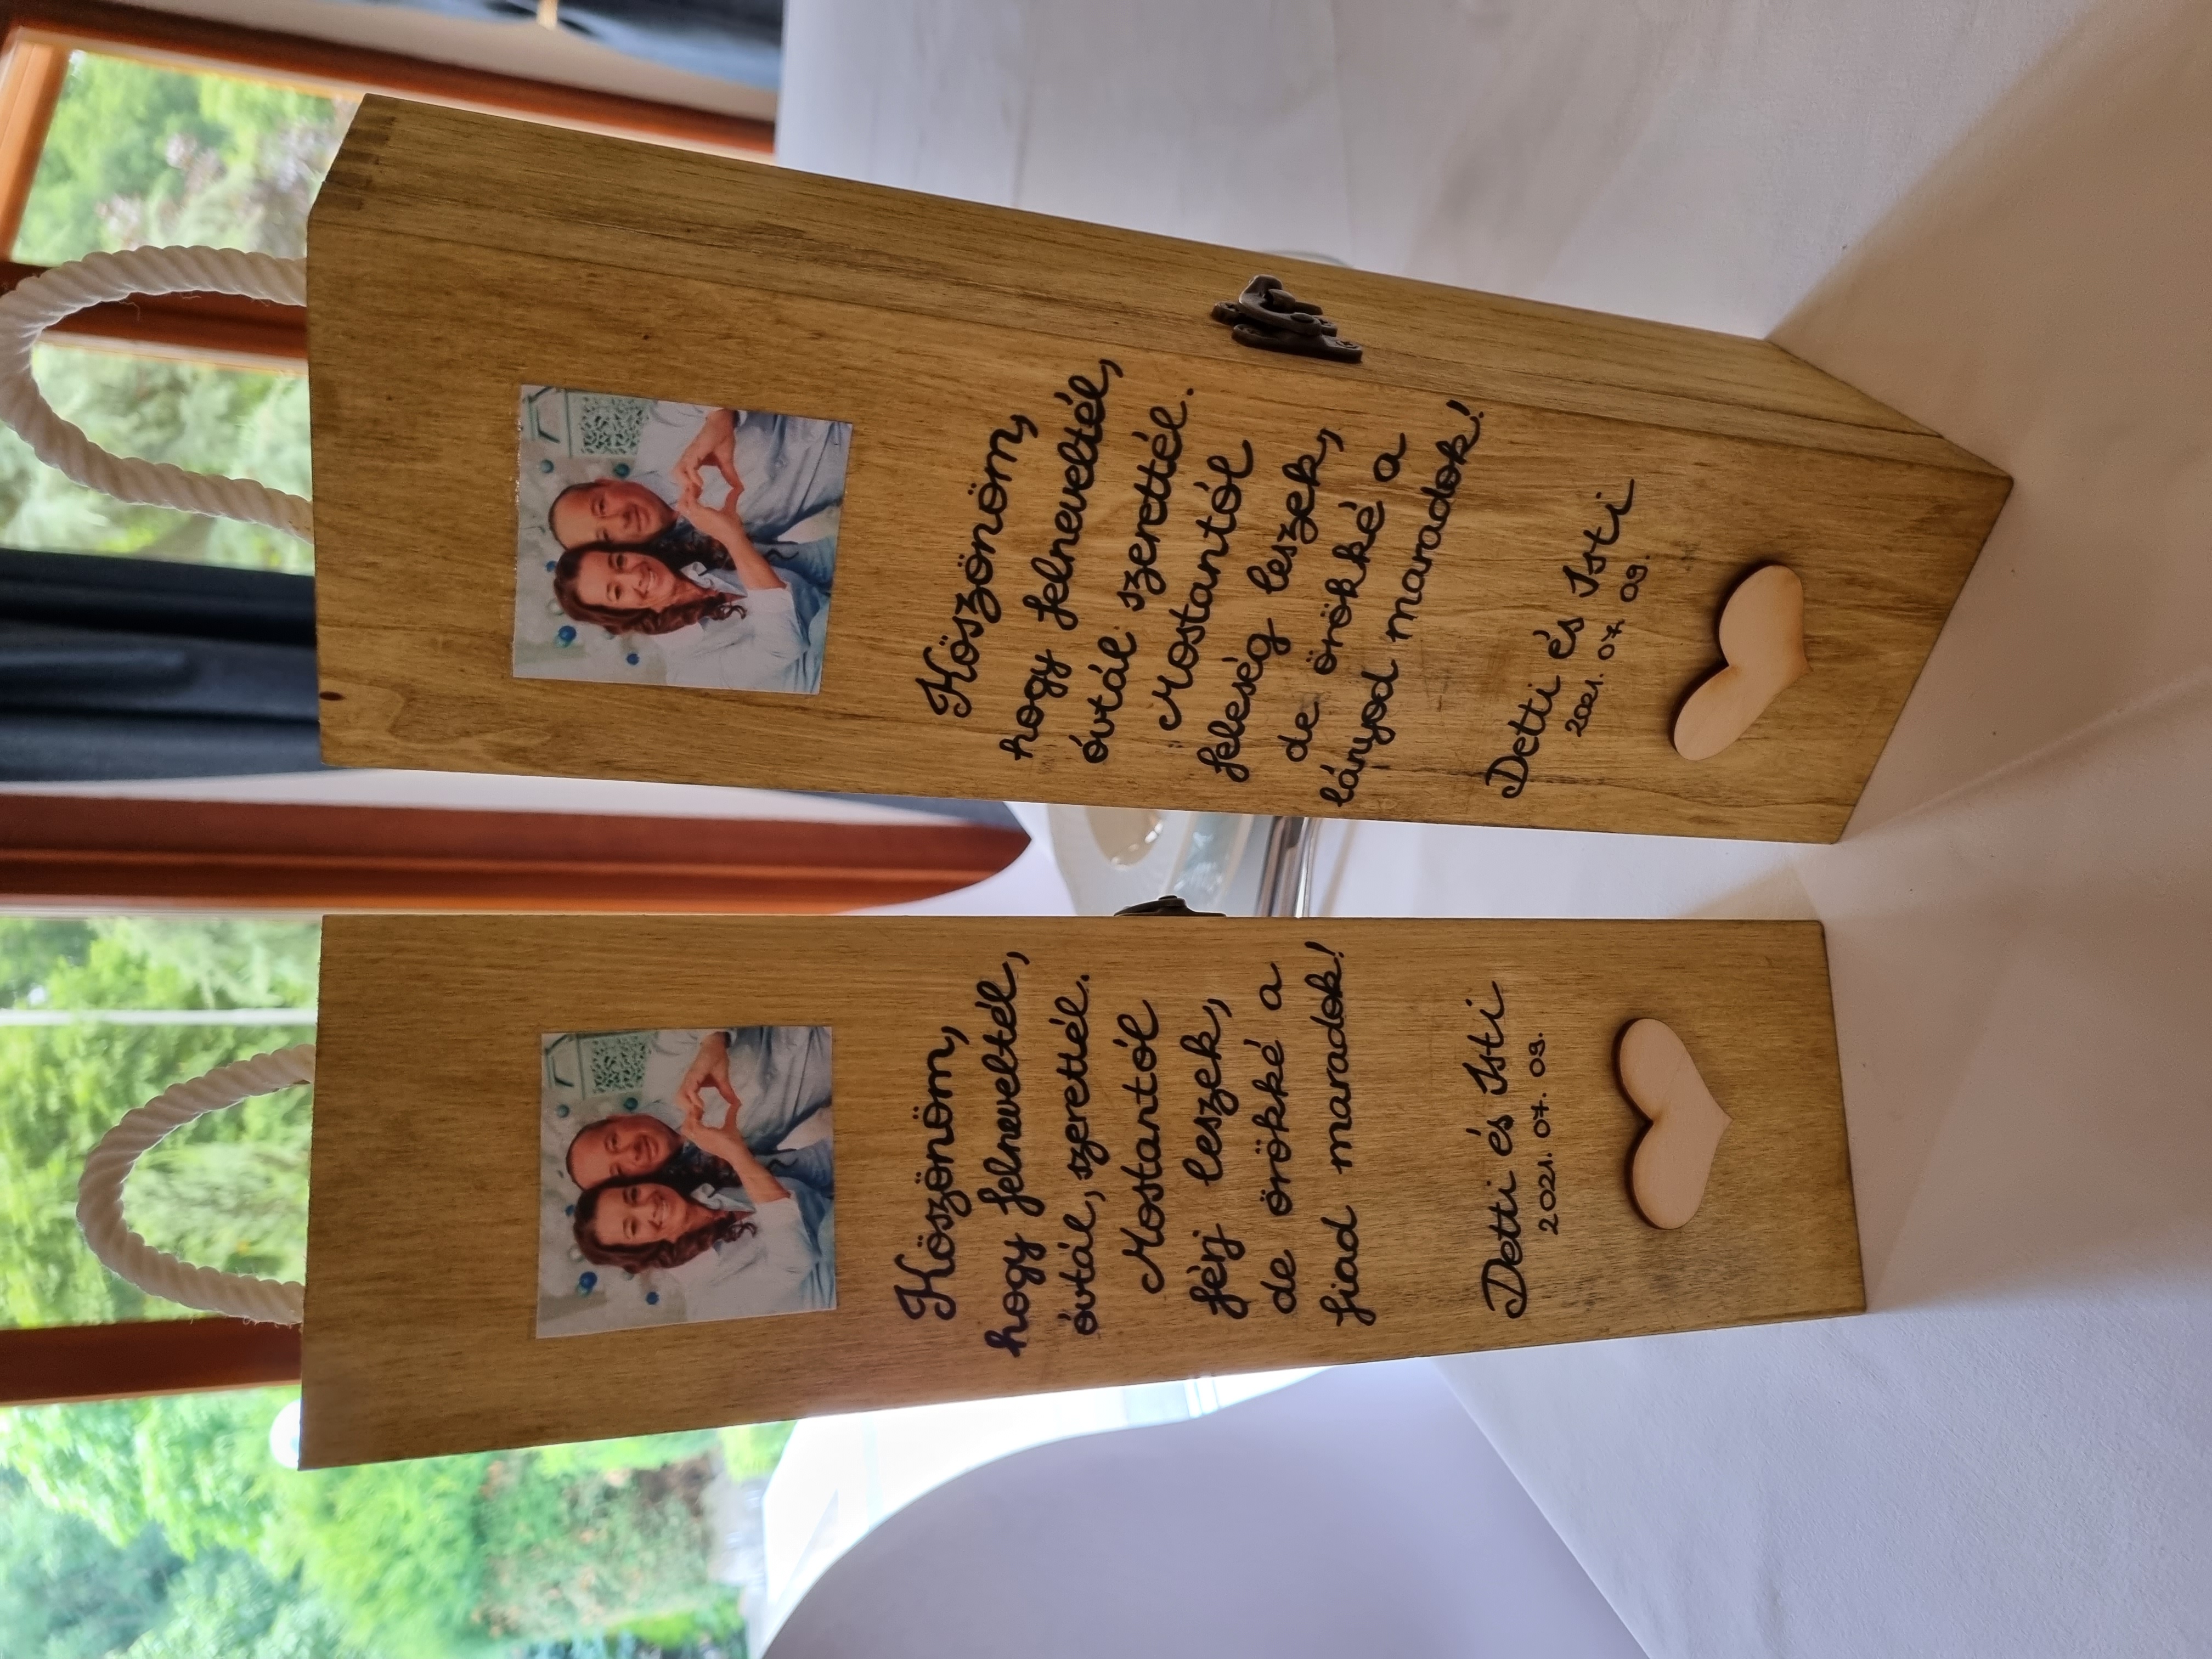 Köszönöm,
hogy felneveltél,
óvtál, szerettél.
Mostantól
férj leszek,
de örökké a
fiad maradok!
Detti és Isti
2021. 07. 09.
Köszönöm,
hogy felneveltél,
óvtál szerettél.
Mostantól
feleség leszek,
de örökké a
lányod maradok!
Detti és Isti
2021. 07. 09.